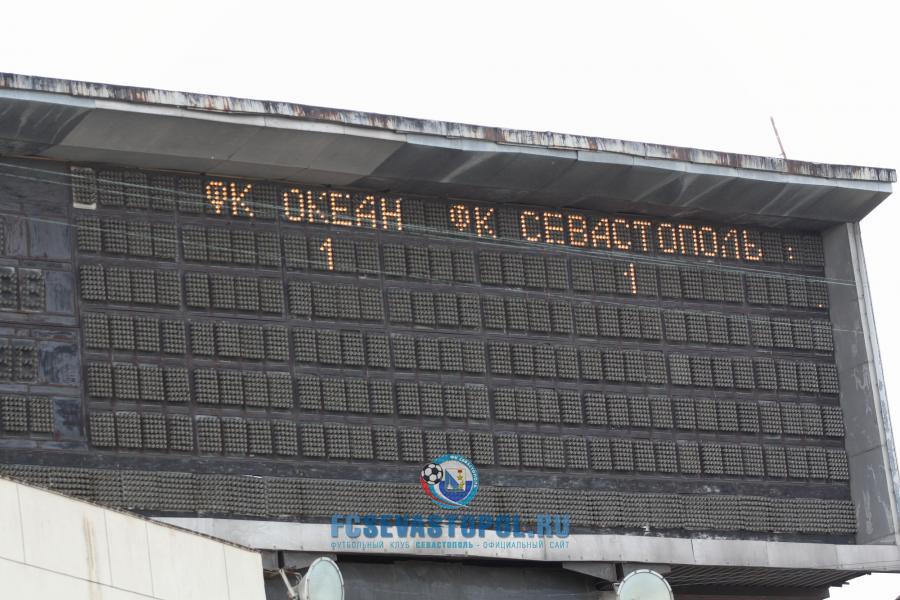 ФК ОКЕАН ФК СЕВАСТОПОЛЬ
1 1
FCSEVASTOPOL.RU
ФУТБОЛЬНЫЙ КЛУБ СЕВАСТОПОЛЬ - ОФИЦИАЛЬНЫЙ САЙТ